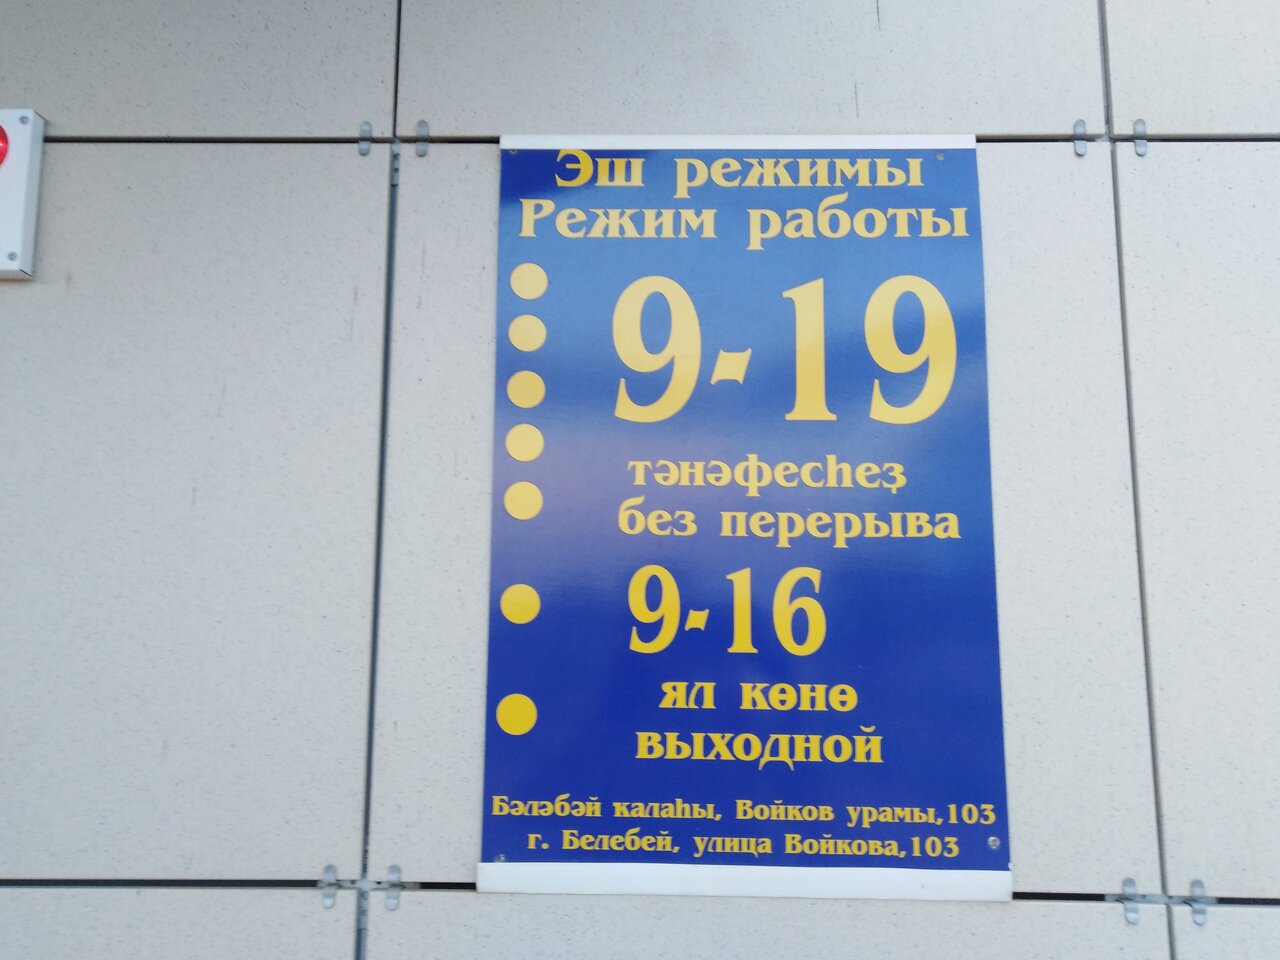 Эш режимы
Режим работы
9-19
тәнәфесһеҙ
без перерыва
9-16
ял көнө
выходной
Бәләбәй ҡалаһы, Войков урамы, 103
г. Белебей, улица Войкова, 103